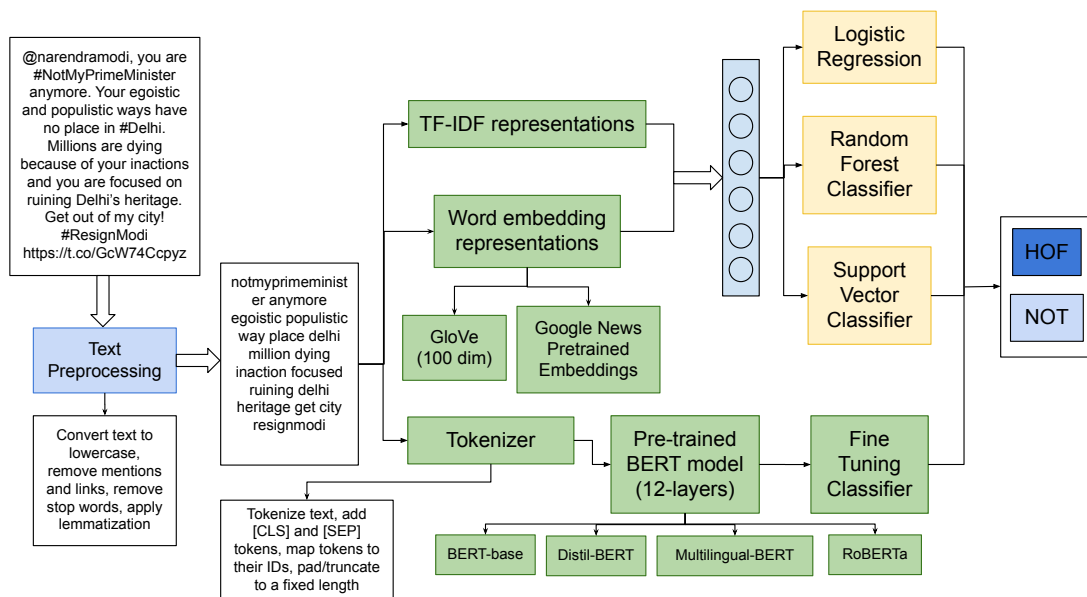 @narendramodi, you are
#NotMyPrimeMinister
anymore. Your egoistic
and populistic ways have
no place in #Delhi.
Millions are dying
because of your inactions
and you are focused on
ruining Delhi's heritage.
Get out of my city!
#ResignModi
https://t.co/GcW74Ccpyz
Text
Preprocessing
Convert text to
lowercase,
remove mentions
and links, remove
stop words, apply
lemmatization
notmyprimeminist
er anymore
egoistic populistic
way place delhi
million dying
inaction focused
ruining delhi
heritage get city
resignmodi
TF-IDF representations
Word embedding
representations
GloVe
(100 dim)
Google News
Pretrained
Embeddings
Tokenizer
Tokenize text, add
[CLS] and [SEP]
tokens, map tokens to
their IDs, pad/truncate
to a fixed length
Pre-trained
BERT model
(12-layers)
BERT-base
Distil-BERT
Multilingual-BERT
RoBERTa
Fine
Tuning
Classifier
Logistic
Regression
Random
Forest
Classifier
Support
Vector
Classifier
HOF
NOT